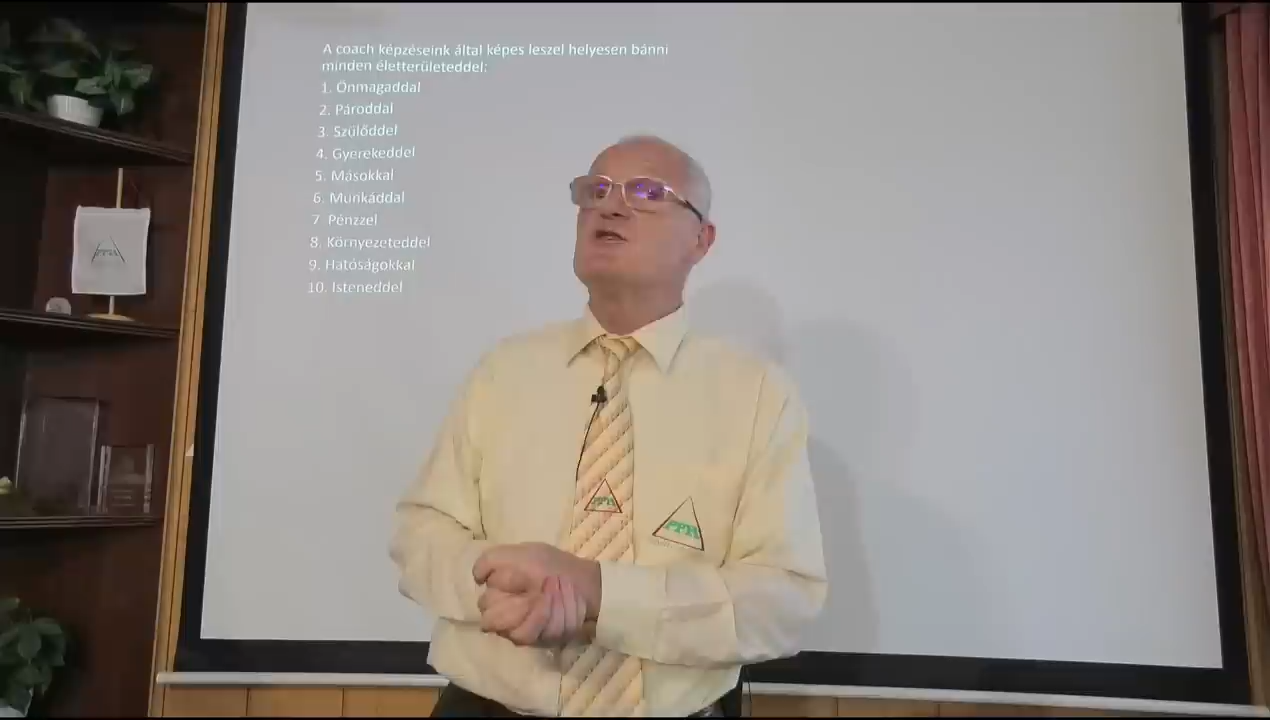 A coach képzéseink által képes leszel helyesen bánni
minden életterületeddel:
1. Önmagaddal
2. Pároddal
3. Szülőddel
4. Gyerekeddel
5. Másokkal
6. Munkáddal
7 Pénzzel
8. Környezeteddel
9. Hatóságokkal
10. Isteneddel